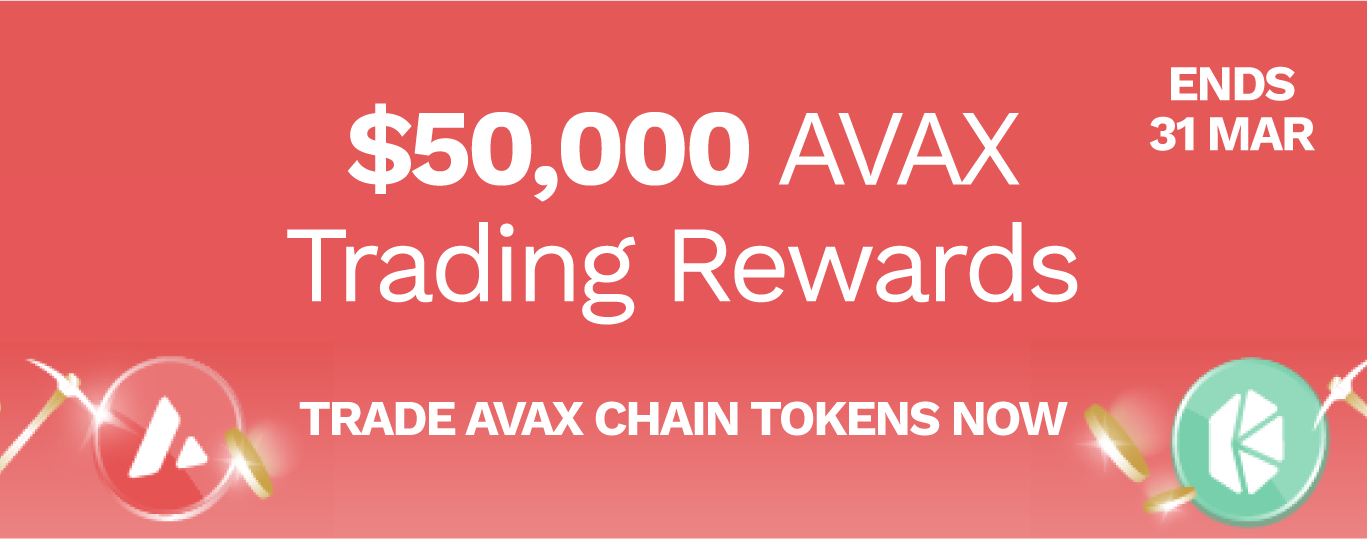 ENDS
31 MAR
$50,000 AVAX
Trading Rewards
TRADE AVAX CHAIN TOKENS NOW